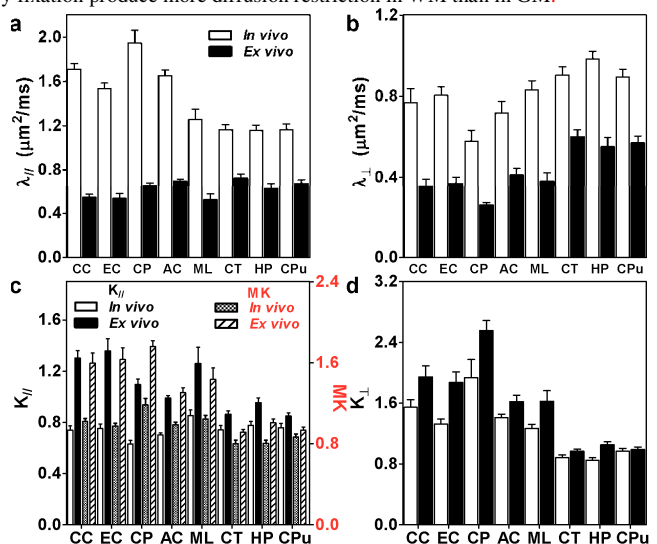 y fixation produce more diffusion restriction in WM than in GM.
a
b
In vivo
Ex vivo
λ// (μm²/ms)
2.0
1.6
1.2
0.8
0.4
0.0
CC EC CP AC ML CT HP CPu
λ⊥ (μm²/ms)
1.2
0.8
0.4
0.0
CC EC CP AC ML CT HP CPu
c
K//
In vivo
Ex vivo
MK
In vivo
Ex vivo
K//
1.6
1.2
0.8
0.4
0.0
MK
2.4
1.6
0.8
0.0
CC EC CP AC ML CT HP CPu
d
K⊥
3.2
2.4
1.6
0.8
0.0
CC EC CP AC ML CT HP CPu